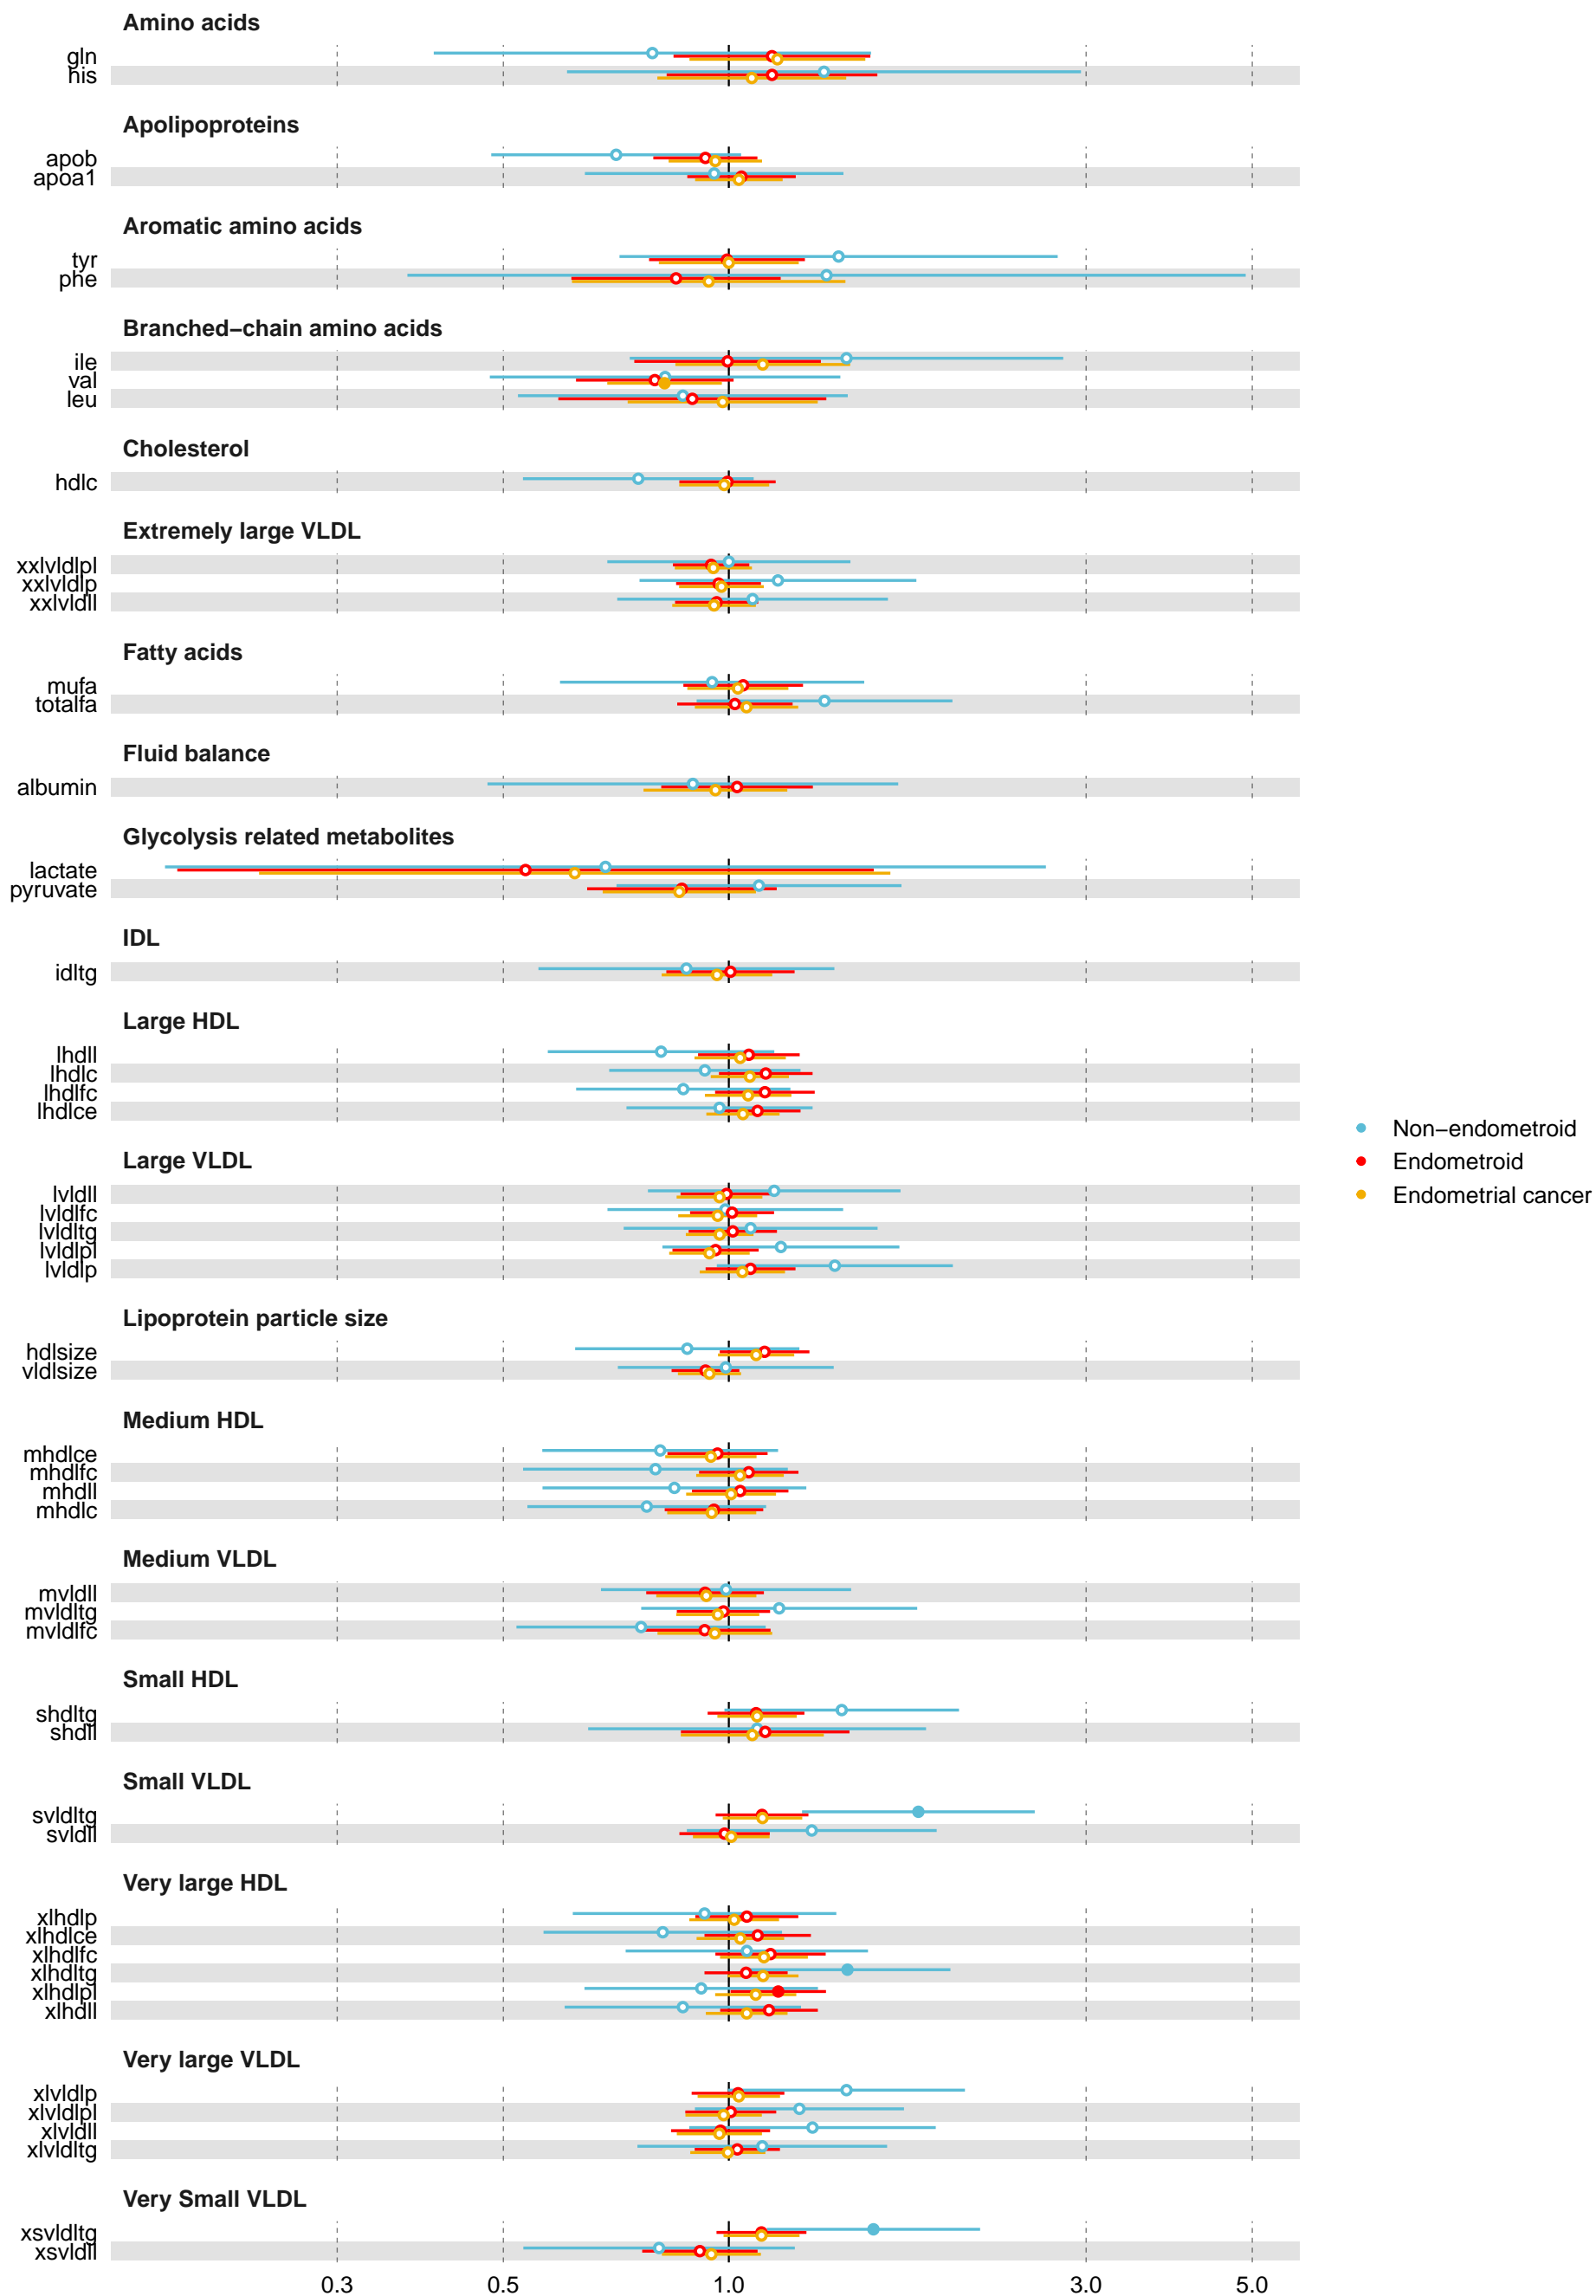 Amino acids
gln
his
Apolipoproteins
apob
apoa1
Aromatic amino acids
tyr
phe
Branched−chain amino acids
ile
val
leu
Cholesterol
hdlc
Extremely large VLDL
xxlvldlpl
xxlvldlp
xxlvldll
Fatty acids
mufa
totalfa
Fluid balance
albumin
Glycolysis related metabolites
lactate
pyruvate
IDL
idltg
Large HDL
lhdll
lhdlc
lhdlfc
lhdlce
Large VLDL
lvldll
lvldlfc
lvldltg
lvldlpl
lvldlp
Lipoprotein particle size
hdlsize
vldlsize
Medium HDL
mhdlce
mhdlfc
mhdll
mhdlc
Medium VLDL
mvldll
mvldltg
mvldlfc
Small HDL
shdltg
shdll
Small VLDL
svldltg
svldll
Very large HDL
xlhdlp
xlhdlce
xlhdlfc
xlhdltg
xlhdlpl
xlhdll
Very large VLDL
xlvldlp
xlvldlpl
xlvldll
xlvldltg
Very Small VLDL
xsvldltg
xsvldll
0.3 0.5 1.0 3.0 5.0
Non−endometroid
Endometroid
Endometrial cancer